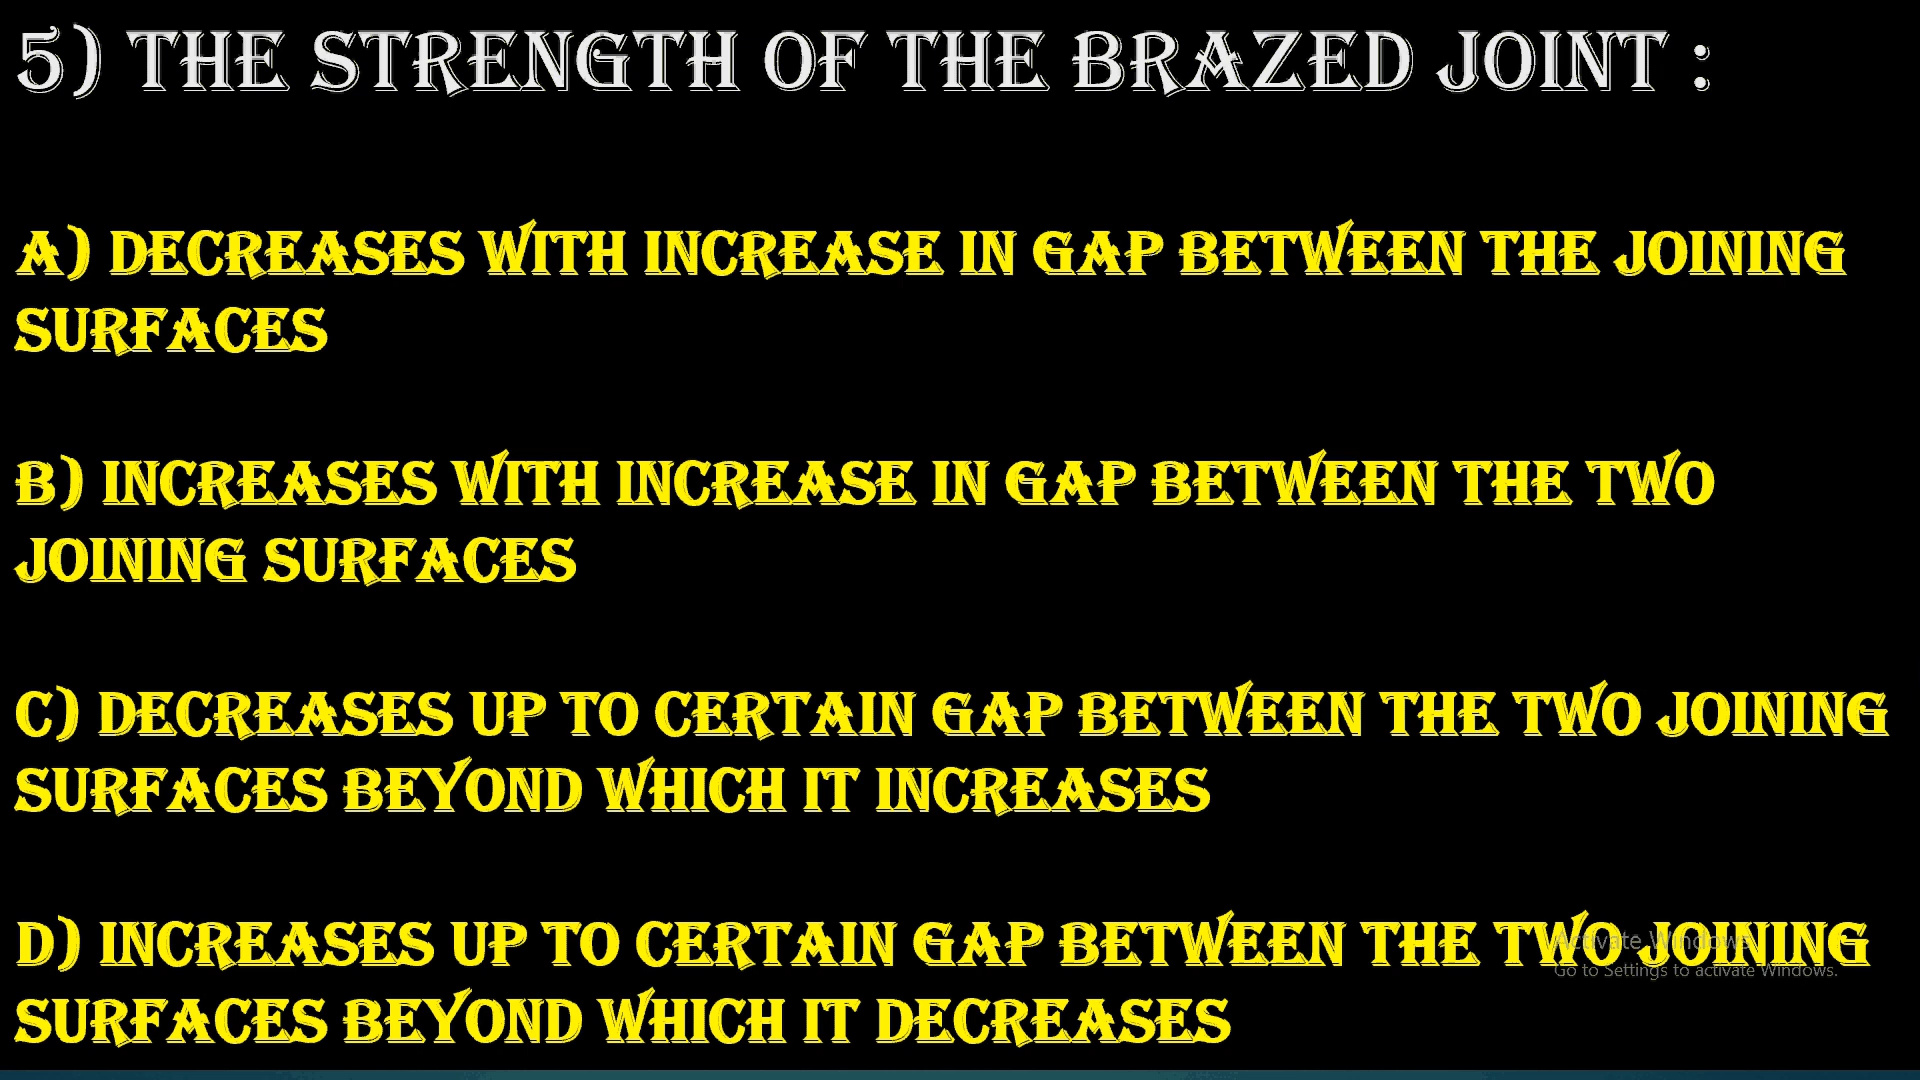 5) THE STRENGTH OF THE BRAZED JOINT :
A) DECREASES WITH INCREASE IN GAP BETWEEN THE JOINING
SURFACES
B) INCREASES WITH INCREASE IN GAP BETWEEN THE TWO
JOINING SURFACES
C) DECREASES UP TO CERTAIN GAP BETWEEN THE TWO JOINING
SURFACES BEYOND WHICH IT INCREASES
D) INCREASES UP TO CERTAIN GAP BETWEEN THE TWO JOINING
Activate Windows
Go to Settings to activate Windows.
SURFACES BEYOND WHICH IT DECREASES